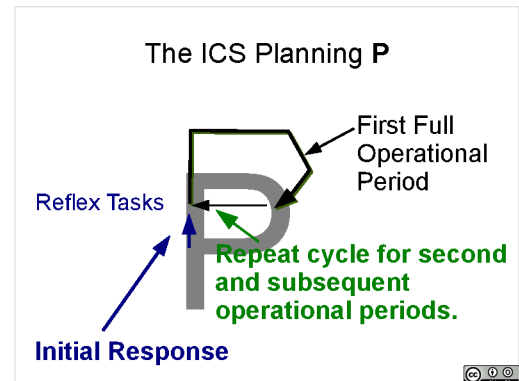 The ICS Planning P
First Full
Operational
Period
Reflex Tasks
Repeat cycle for second
and subsequent
operational periods.
Initial Response
cc